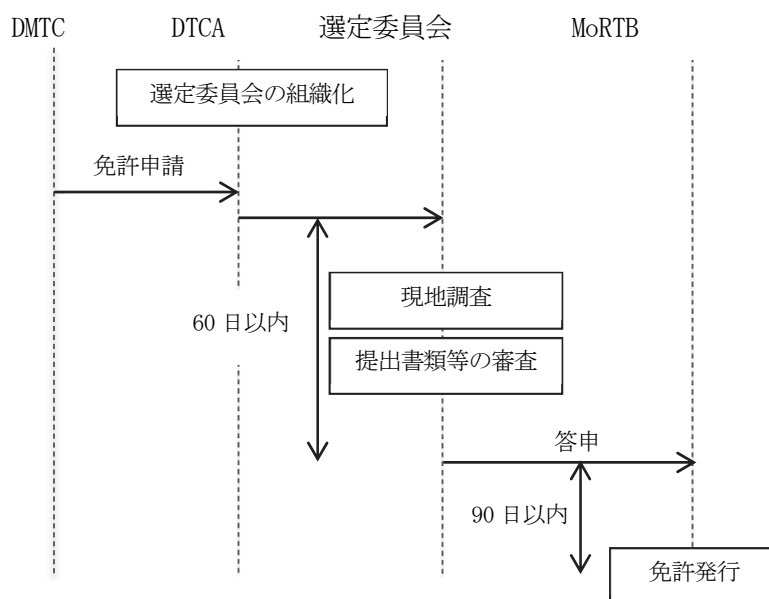 DMTC DTCA 選定委員会 MoRTB
選定委員会の組織化
免許申請
現地調査
60 日以内
提出書類等の審査
答申
90 日以内
免許発行